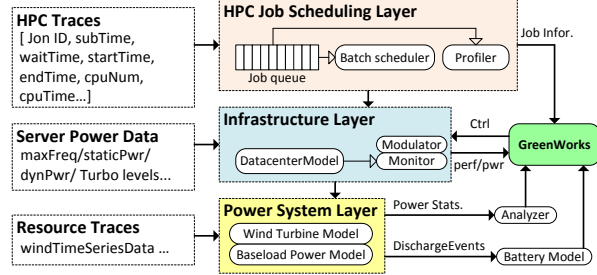 HPC Traces
[ Jon ID, subTime,
waitTime, startTime,
endTime, cpuNum,
cpuTime...]
HPC Job Scheduling Layer
Job queue
Batch scheduler
Profiler
Job Infor.
Server Power Data
maxFreq/staticPwr/
dynPwr/ Turbo levels...
Infrastructure Layer
DatacenterModel
Modulator
Monitor
Ctrl
perf/pwr
GreenWorks
Resource Traces
windTimeSeriesData ...
Power System Layer
Wind Turbine Model
Baseload Power Model
Power Stats.
Analyzer
DischargeEvents
Battery Model